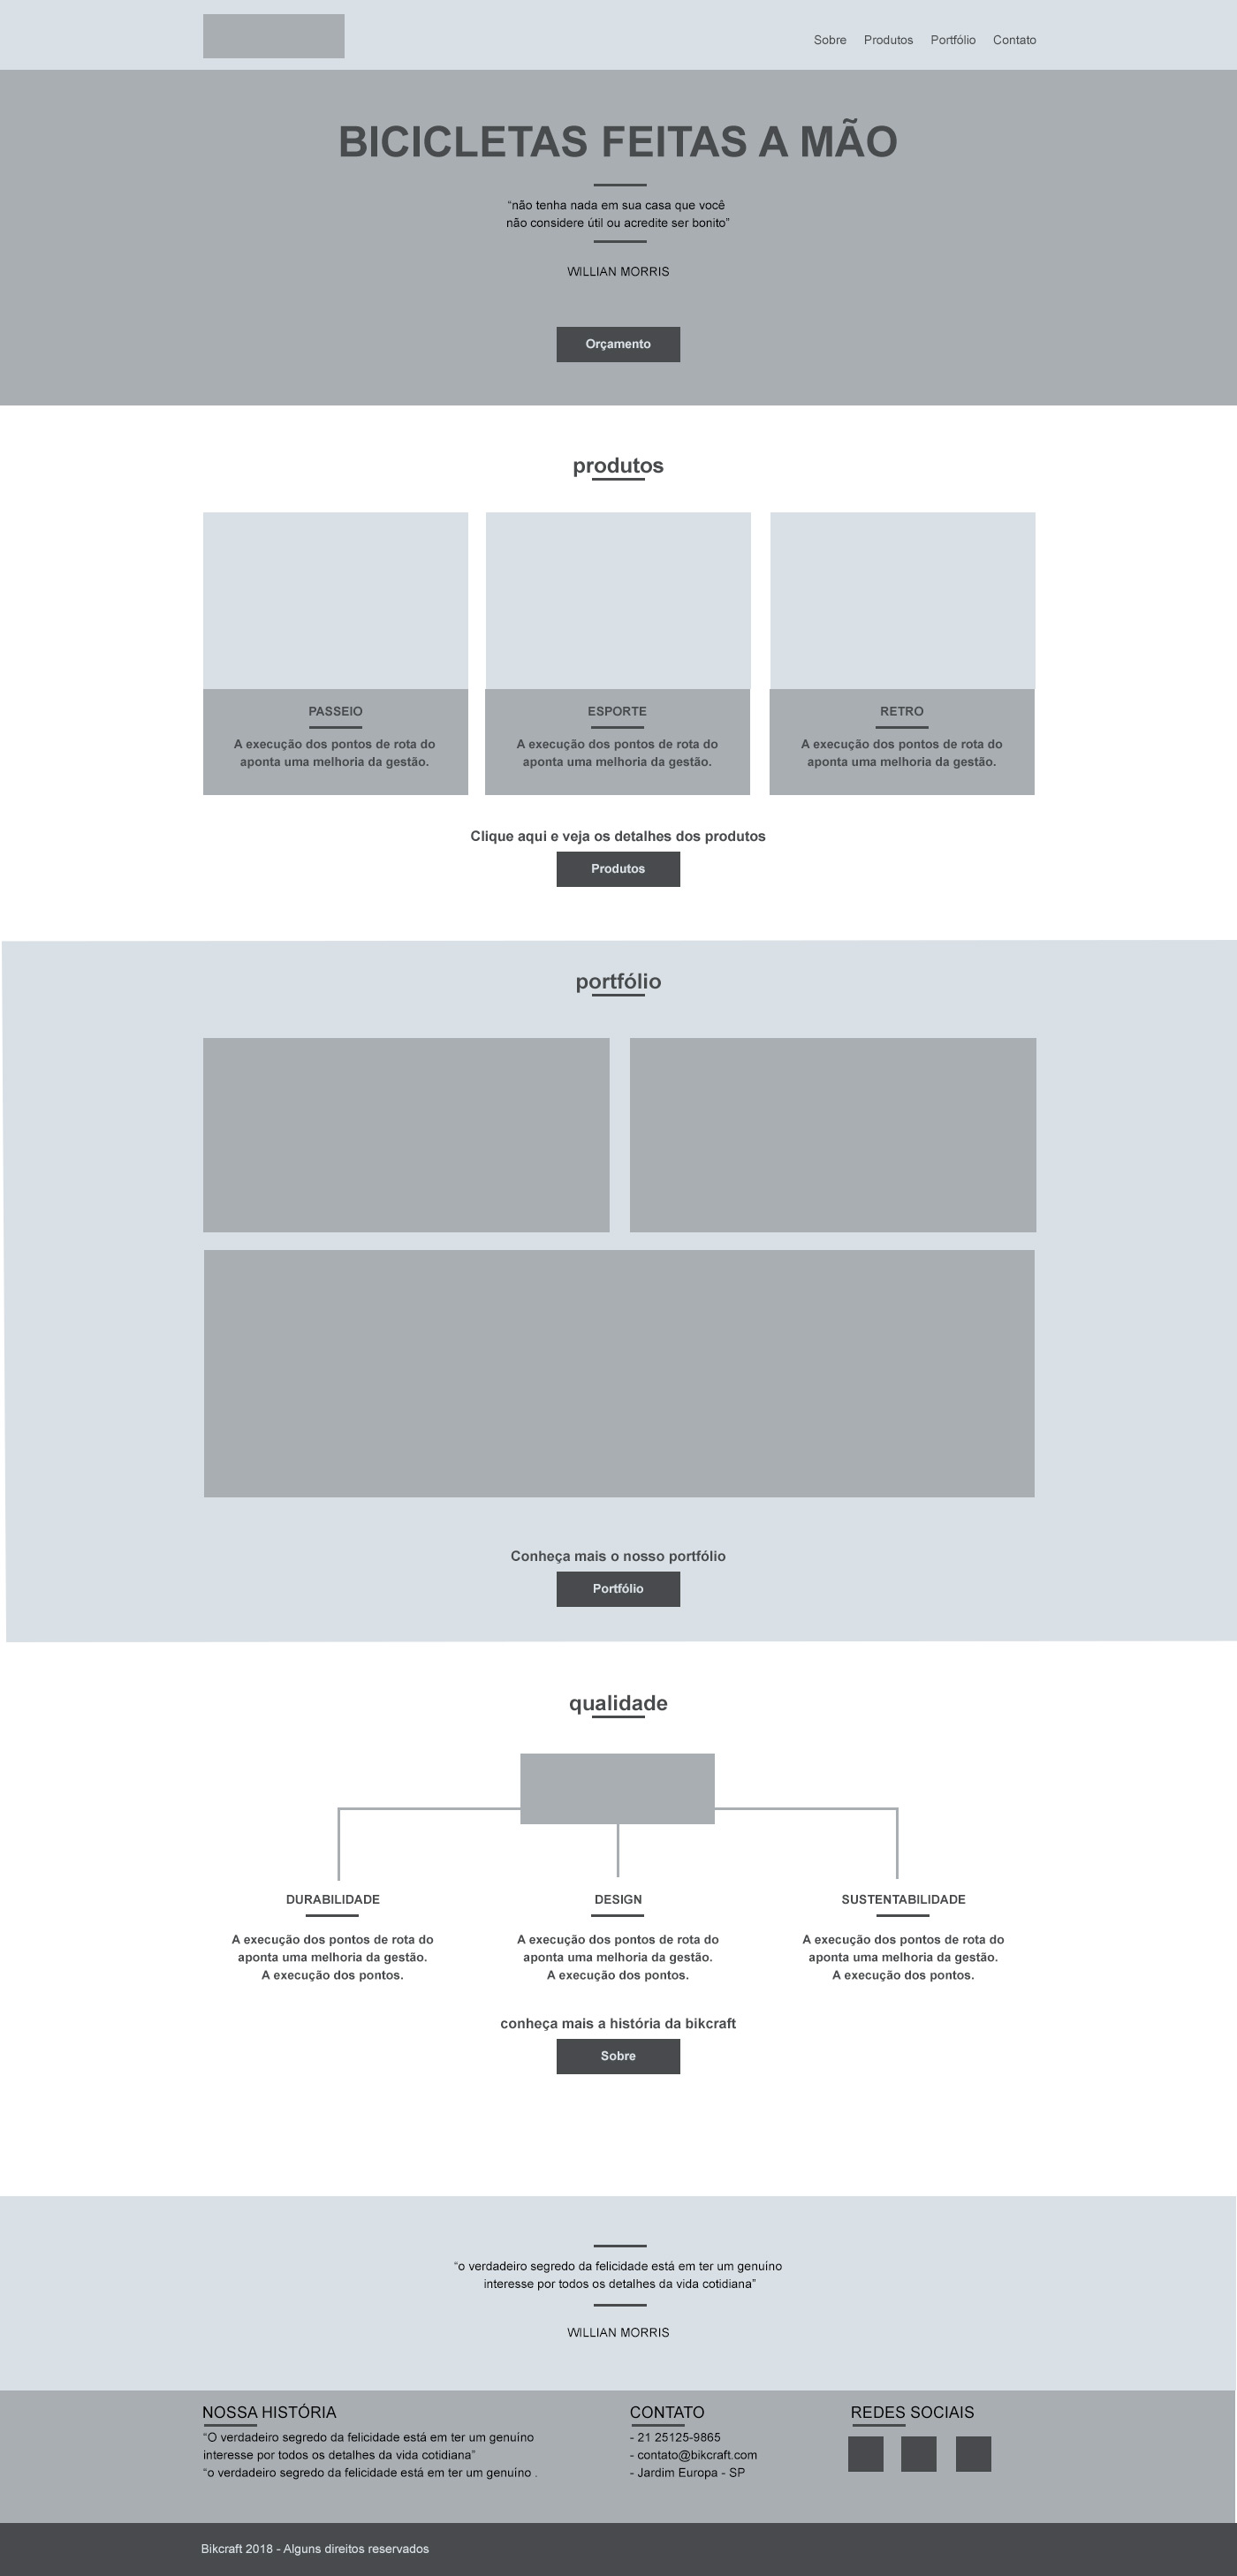 Sobre Produtos Portfólio Contato
BICICLETAS FEITAS A MÃO
“não tenha nada em sua casa que você
não considere útil ou acredite ser bonito”
WILLIAN MORRIS
Orçamento
produtos
PASSEIO
A execução dos pontos de rota do
aponta uma melhoria da gestão.
ESPORTE
A execução dos pontos de rota do
aponta uma melhoria da gestão.
RETRO
A execução dos pontos de rota do
aponta uma melhoria da gestão.
Clique aqui e veja os detalhes dos produtos
Produtos
portfólio
Conheça mais o nosso portfólio
Portfólio
qualidade
DURABILIDADE
A execução dos pontos de rota do
aponta uma melhoria da gestão.
A execução dos pontos.
DESIGN
A execução dos pontos de rota do
aponta uma melhoria da gestão.
A execução dos pontos.
SUSTENTABILIDADE
A execução dos pontos de rota do
aponta uma melhoria da gestão.
A execução dos pontos.
conheça mais a história da bikcraft
Sobre
“o verdadeiro segredo da felicidade está em ter um genuíno
interesse por todos os detalhes da vida cotidiana”
WILLIAN MORRIS
NOSSA HISTÓRIA
“O verdadeiro segredo da felicidade está em ter um genuíno
interesse por todos os detalhes da vida cotidiana”
“o verdadeiro segredo da felicidade está em ter um genuíno .
CONTATO
- 21 25125-9865
- contato@bikcraft.com
- Jardim Europa - SP
REDES SOCIAIS
Bikcraft 2018 - Alguns direitos reservados